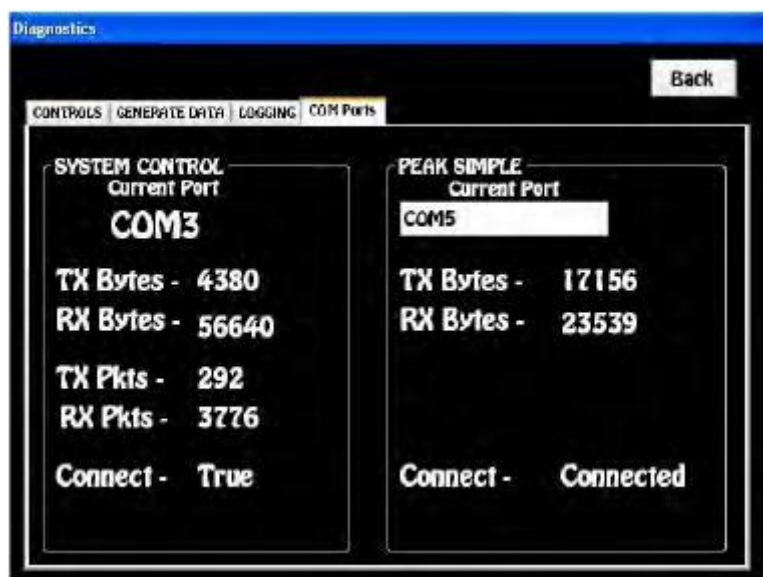 Diagnostics
Back
CONTROLS GENERATE DATA LOGGING COM Ports
SYSTEM CONTROL
Current Port
COM3
TX Bytes - 4380
RX Bytes - 56640
TX Pkts - 292
RX Pkts - 3776
Connect - True
PEAK SIMPLE
Current Port
COM5
TX Bytes - 17156
RX Bytes - 23539
Connect - Connected